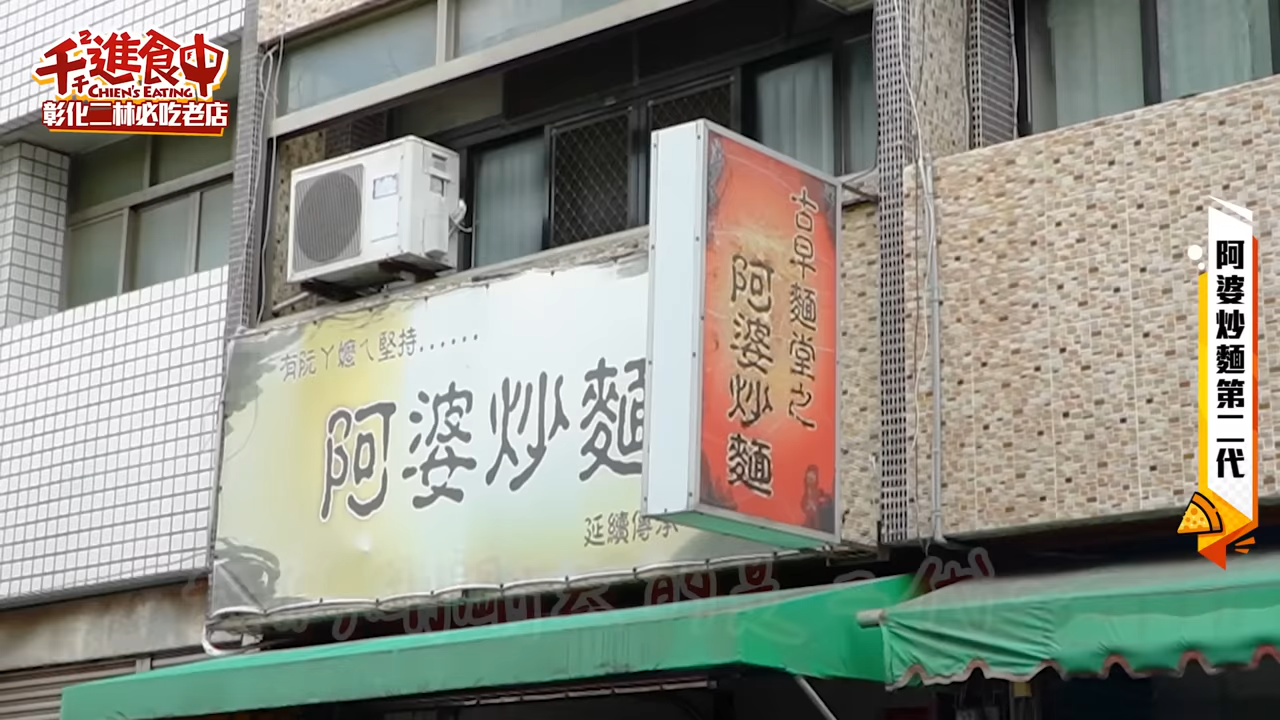 千千進食中
CHIEN'S EATING
彰化二林必吃老店
阿婆炒麵第二代
古早麵堂之
阿婆炒麵
有阮ㄚ嬤ㄟ堅持......
阿婆炒麵
延續傳承